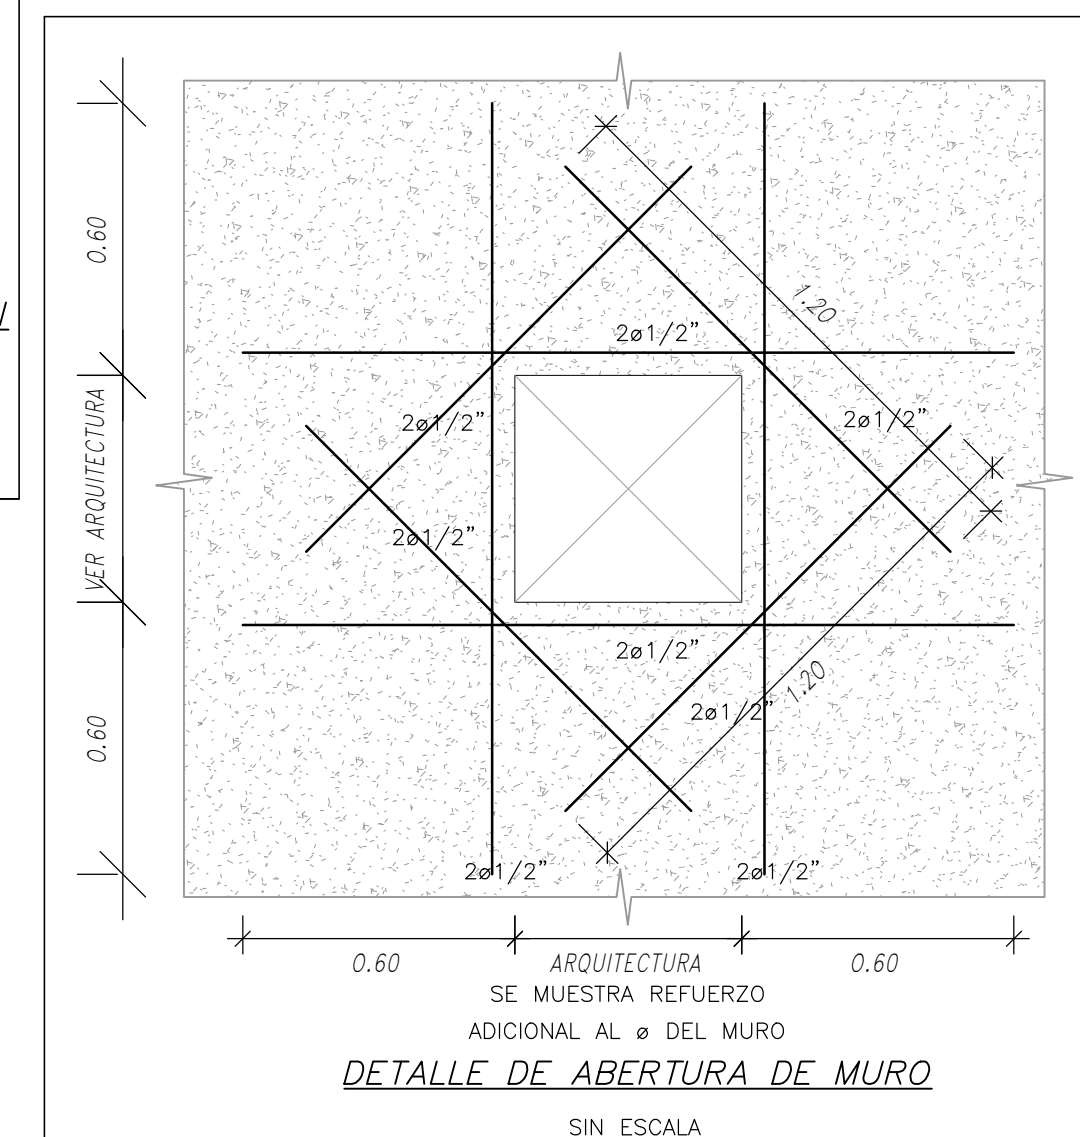 0.60
1.20
2ø1/2"
2ø1/2"
2ø1/2"
VER ARQUITECTURA
2ø1/2"
2ø1/2"
1.20
2ø1/2"
0.60
2ø1/2"
2ø1/2"
0.60
ARQUITECTURA
0.60
SE MUESTRA REFUERZO
ADICIONAL AL ø DEL MURO
DETALLE DE ABERTURA DE MURO
SIN ESCALA